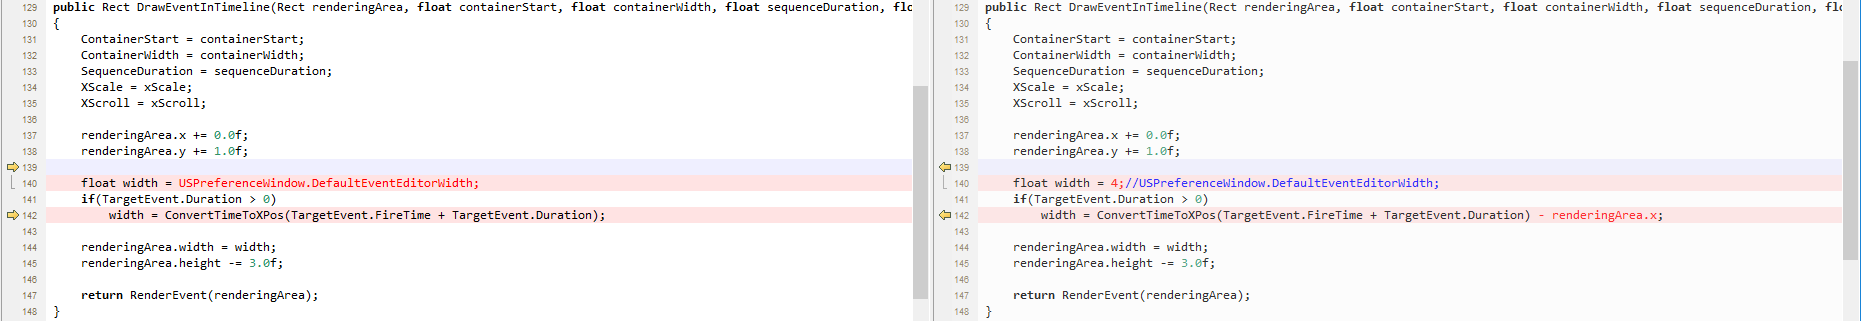 129 public Rect DrawEventInTimeline(Rect renderingArea, float containerStart, float containerWidth, float sequenceDuration,
130 {
131 ContainerStart = containerStart;
132 ContainerWidth = containerWidth;
133 SequenceDuration = sequenceDuration;
134 XScale = xScale;
135 XScroll = xScroll;
136
137 renderingArea.x += 0.0f;
138 renderingArea.y += 1.0f;
139
140 float width = USPreferenceWindow.DefaultEventEditorWidth;
141 if(TargetEvent.Duration > 0)
142 width = ConvertTimeToXPos(TargetEvent.FireTime + TargetEvent.Duration);
143
144 renderingArea.width = width;
145 renderingArea.height -= 3.0f;
146
147 return RenderEvent(renderingArea);
148 }
129 public Rect DrawEventInTimeline(Rect renderingArea, float containerStart, float containerWidth, float sequenceDuration,
130 {
131 ContainerStart = containerStart;
132 ContainerWidth = containerWidth;
133 SequenceDuration = sequenceDuration;
134 XScale = xScale;
135 XScroll = xScroll;
136
137 renderingArea.x += 0.0f;
138 renderingArea.y += 1.0f;
139
140 float width = 4;//USPreferenceWindow.DefaultEventEditorWidth;
141 if(TargetEvent.Duration > 0)
142 width = ConvertTimeToXPos(TargetEvent.FireTime + TargetEvent.Duration) - renderingArea.x;
143
144 renderingArea.width = width;
145 renderingArea.height -= 3.0f;
146
147 return RenderEvent(renderingArea);
148 }